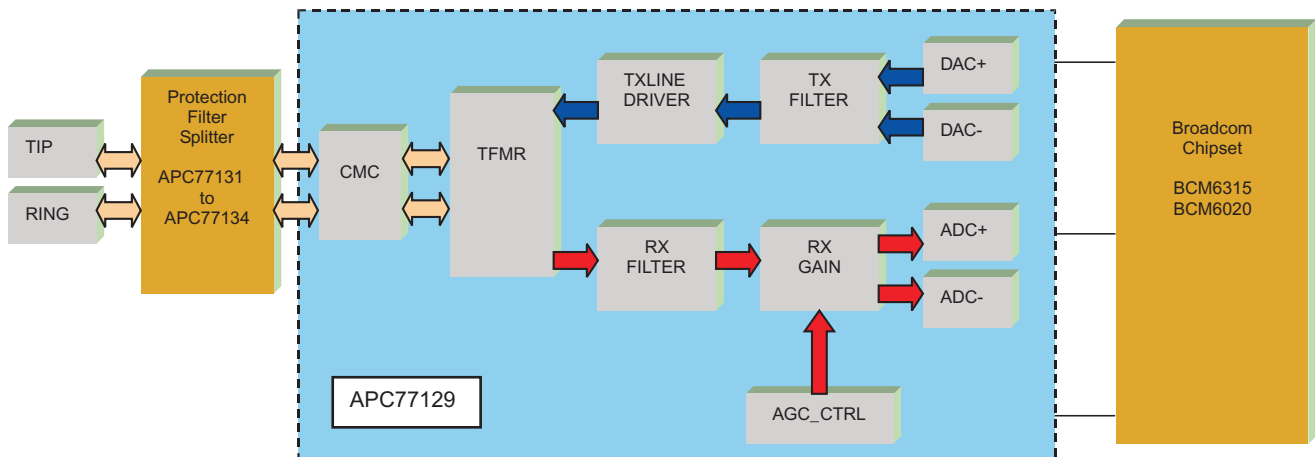 TIP
RING
Protection
Filter
Splitter
APC77131
to
APC77134
CMC
TFMR
TXLINE
DRIVER
TX
FILTER
DAC+
DAC-
RX
FILTER
RX
GAIN
ADC+
ADC-
AGC_CTRL
APC77129
Broadcom
Chipset
BCM6315
BCM6020